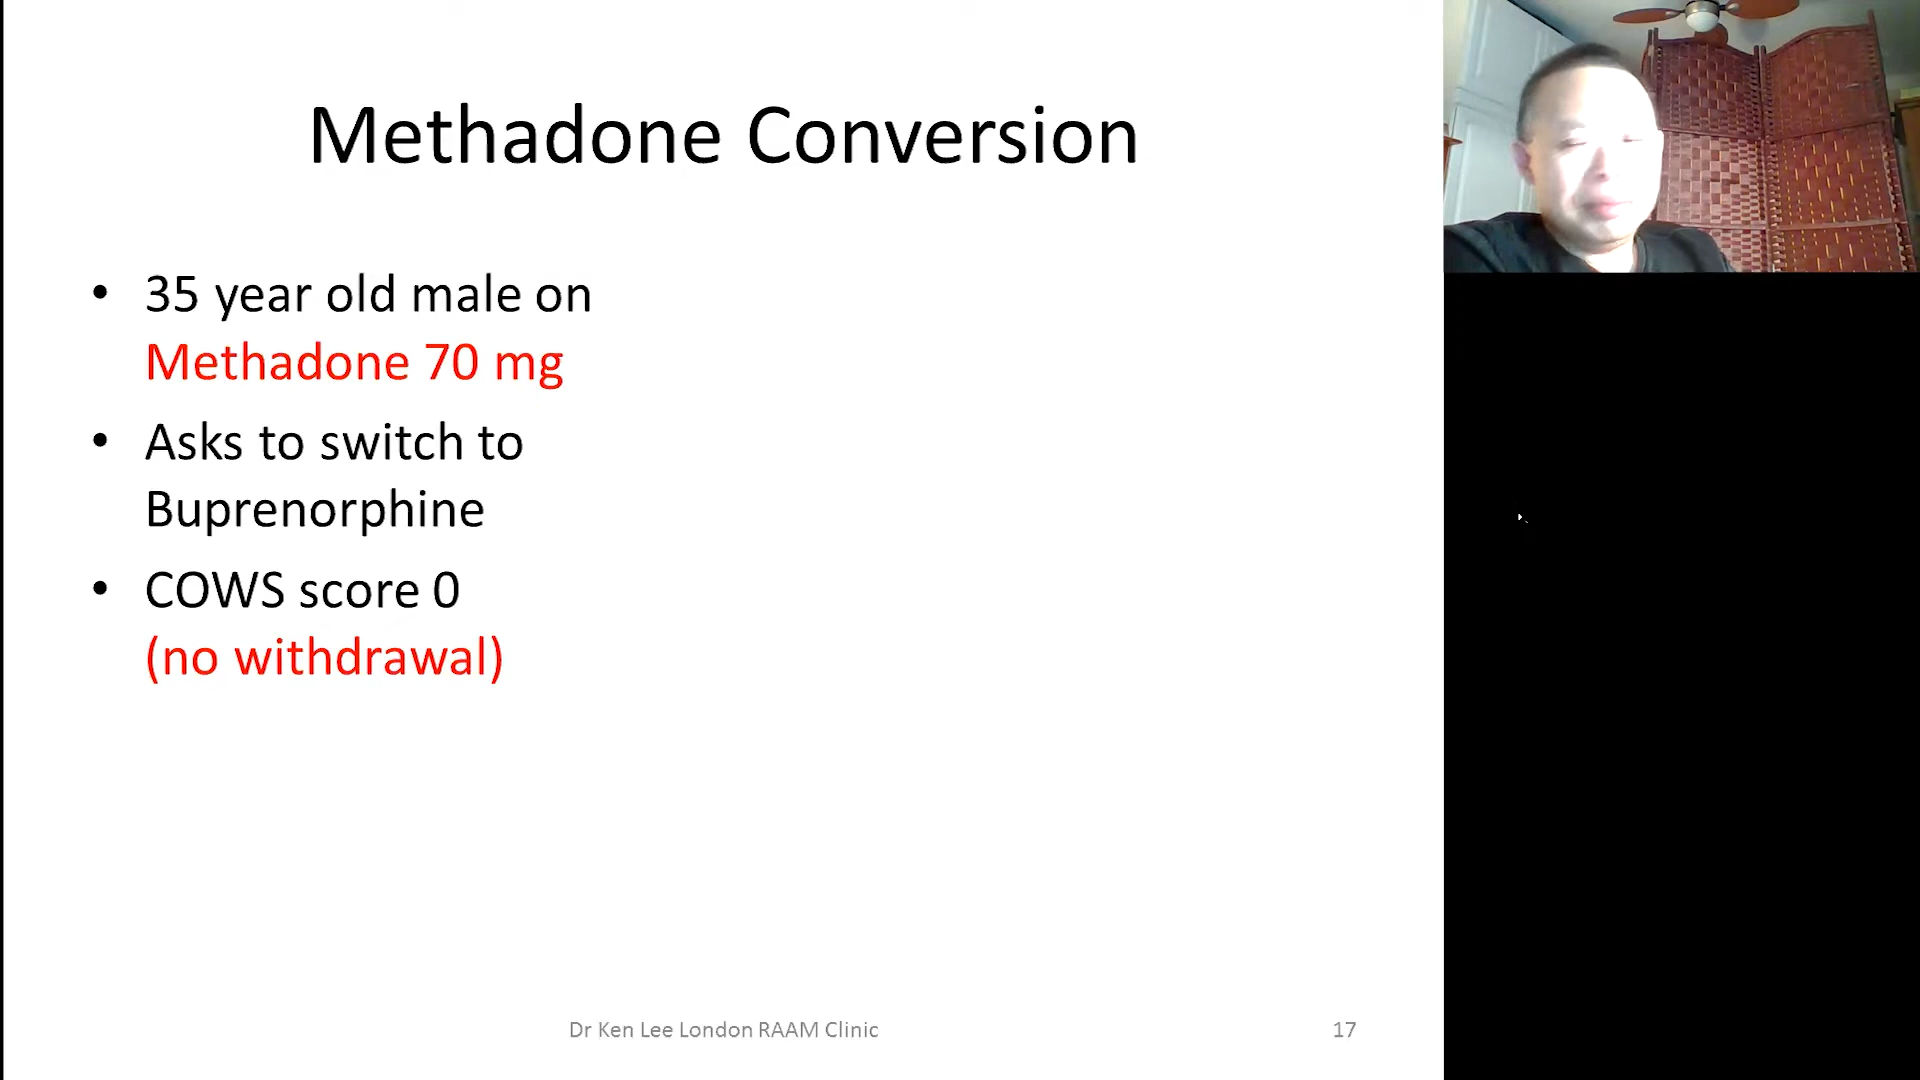 Methadone Conversion
• 35 year old male on
Methadone 70 mg
• Asks to switch to
Buprenorphine
• COWS score 0
(no withdrawal)
Dr Ken Lee London RAAM Clinic
17